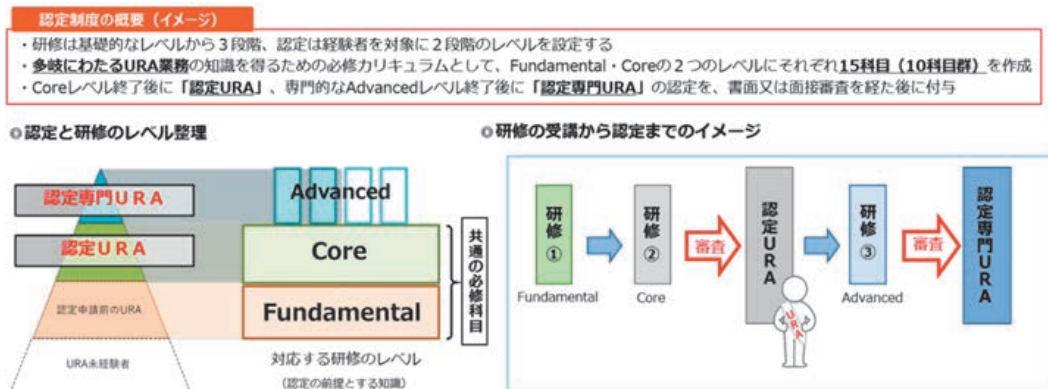 認定制度の概要（イメージ）
・研修は基礎的なレベルから３段階、認定は経験者を対象に２段階のレベルを設定する
・多岐にわたるURA業務の知識を得るための必修カリキュラムとして、Fundamental・Coreの２つのレベルにそれぞれ15科目（10科目群）を作成
・Coreレベル終了後に「認定URA」、専門的なAdvancedレベル終了後に「認定専門URA」の認定を、書面又は面接審査を経た後に付与
認定と研修のレベル整理
認定専門ＵＲＡ
認定ＵＲＡ
認定申請前のURA
URA未経験者
Advanced
Core
Fundamental
共通の必修科目
対応する研修のレベル
（認定の前提とする知識）
研修の受講から認定までのイメージ
研修①
Fundamental
研修②
Core
審査
認定ＵＲＡ
URA
研修③
Advanced
審査
認定専門ＵＲＡ